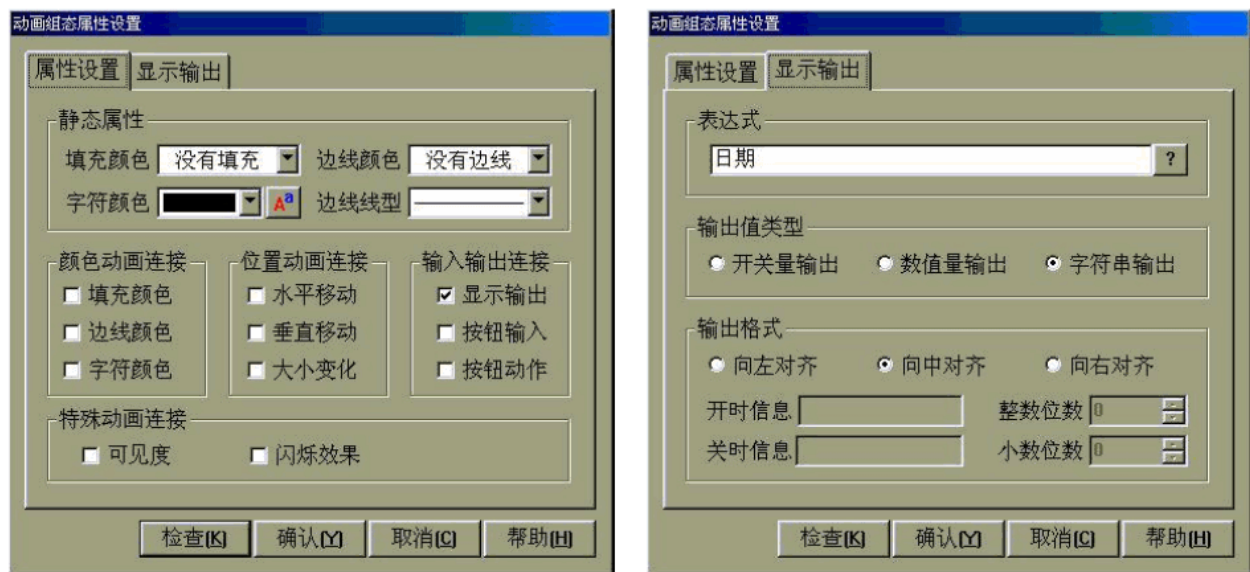 动画组态属性设置
属性设置 显示输出
静态属性
填充颜色 没有填充 边线颜色 没有边线
字符颜色 Aa 边线线型
颜色动画连接 位置动画连接 输入输出连接
填充颜色 水平移动 显示输出
边线颜色 垂直移动 按钮输入
字符颜色 大小变化 按钮动作
特殊动画连接
可见度 闪烁效果
检查(K) 确认(Y) 取消(C) 帮助(H)
动画组态属性设置
属性设置 显示输出
表达式
日期 ?
输出值类型
开关量输出 数值量输出 字符串输出
输出格式
向左对齐 向中对齐 向右对齐
开时信息 整数位数 0
关时信息 小数位数 0
检查(K) 确认(Y) 取消(C) 帮助(H)